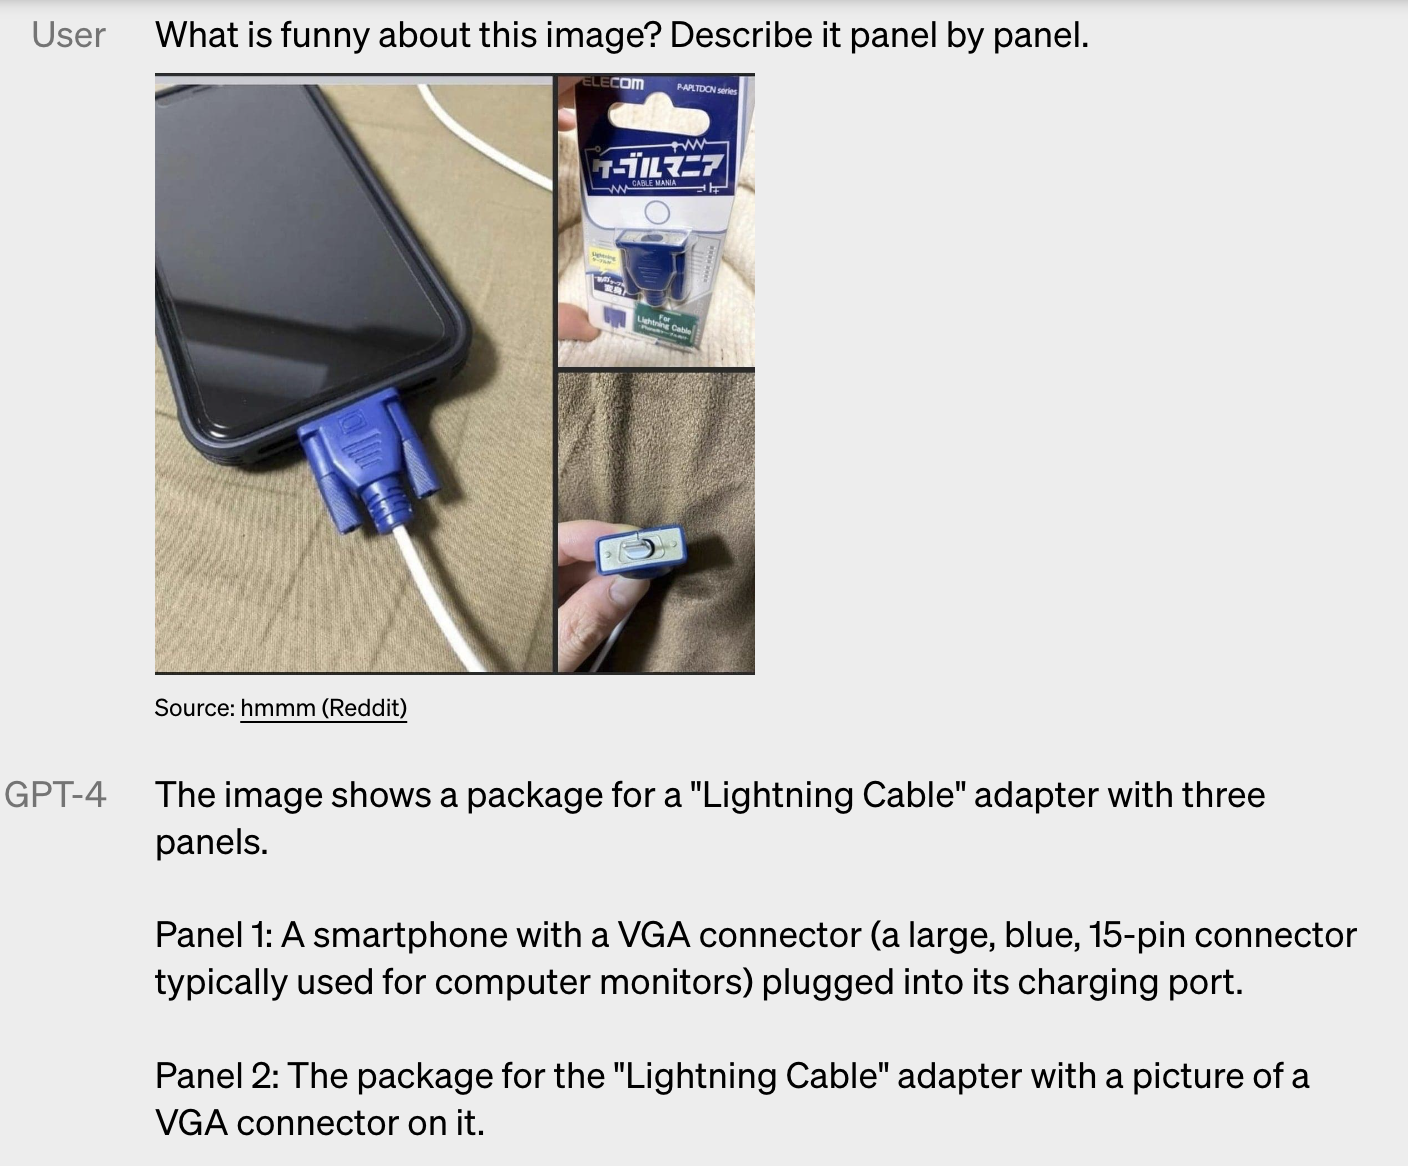 User
What is funny about this image? Describe it panel by panel.
ELECOM
P-APLTDCN series
ケーブルマニア
CABLE MANIA
Lightning
変身
For
Lightning Cable
Source: hmmm (Reddit)
GPT-4
The image shows a package for a "Lightning Cable" adapter with three
panels.
Panel 1: A smartphone with a VGA connector (a large, blue, 15-pin connector
typically used for computer monitors) plugged into its charging port.
Panel 2: The package for the "Lightning Cable" adapter with a picture of a
VGA connector on it.